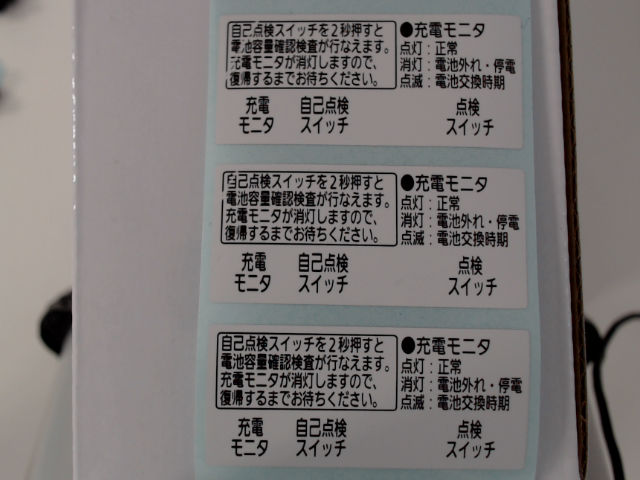 自己点検スイッチを2秒押すと
電池容量確認検査が行なえます。
充電モニタが消灯しますので、
復帰するまでお待ちください。
●充電モニタ
点灯:正常
消灯:電池外れ・停電
点滅:電池交換時期
充電 自己点検 点検
モニタ スイッチ スイッチ
自己点検スイッチを2秒押すと
電池容量確認検査が行なえます。
充電モニタが消灯しますので、
復帰するまでお待ちください。
●充電モニタ
点灯:正常
消灯:電池外れ・停電
点滅:電池交換時期
充電 自己点検 点検
モニタ スイッチ スイッチ
自己点検スイッチを2秒押すと
電池容量確認検査が行なえます。
充電モニタが消灯しますので、
復帰するまでお待ちください。
●充電モニタ
点灯:正常
消灯:電池外れ・停電
点滅:電池交換時期
充電 自己点検 点検
モニタ スイッチ スイッチ